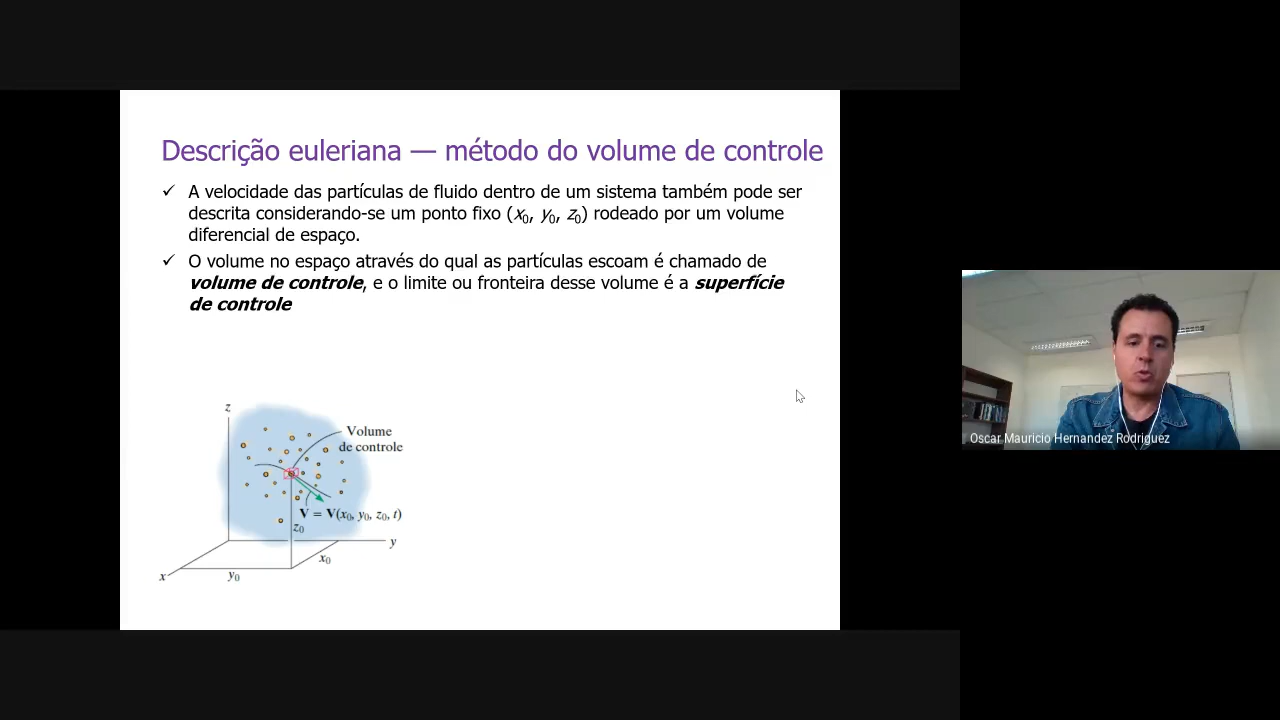 Descrição euleriana — método do volume de controle
✓ A velocidade das partículas de fluido dentro de um sistema também pode ser
descrita considerando-se um ponto fixo (x₀, y₀, z₀) rodeado por um volume
diferencial de espaço.
✓ O volume no espaço através do qual as partículas escoam é chamado de
volume de controle, e o limite ou fronteira desse volume é a superfície
de controle
z
Volume
de controle
V = V(x₀, y₀, z₀, t)
z₀
y
x₀
x
y₀
Oscar Mauricio Hernandez Rodriguez